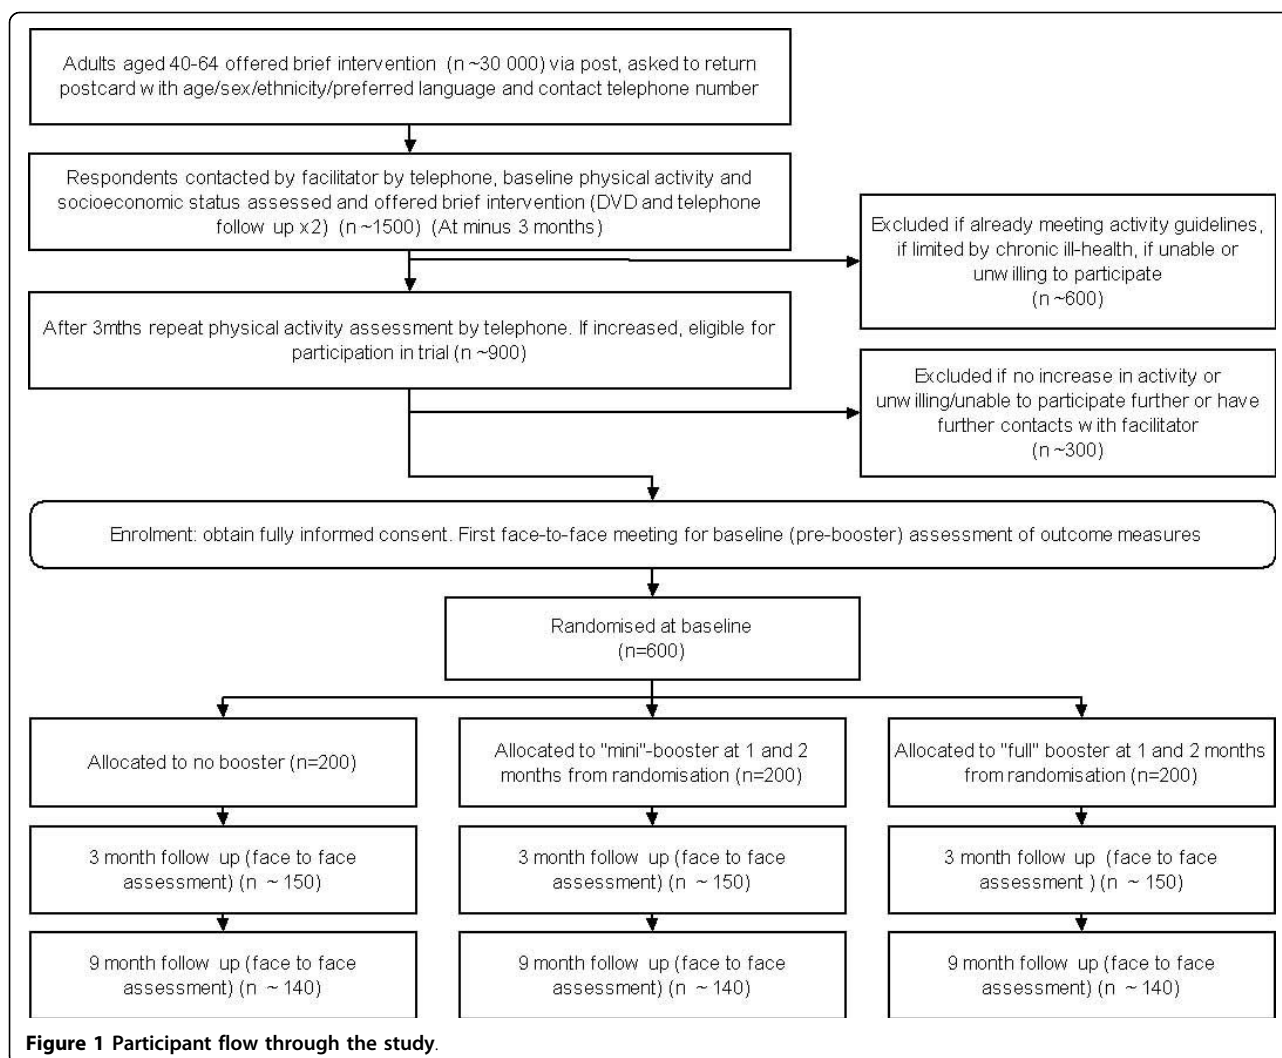 Adults aged 40-64 offered brief intervention (n ~30 000) via post, asked to return
postcard with age/sex/ethnicity/preferred language and contact telephone number
Respondents contacted by facilitator by telephone, baseline physical activity and
socioeconomic status assessed and offered brief intervention (DVD and telephone
follow up x2) (n ~1500) (At minus 3 months)
Excluded if already meeting activity guidelines,
if limited by chronic ill-health, if unable or
unwilling to participate
(n ~600)
After 3mths repeat physical activity assessment by telephone. If increased, eligible for
participation in trial (n ~900)
Excluded if no increase in activity or
unwilling/unable to participate further or have
further contacts with facilitator
(n ~300)
Enrolment: obtain fully informed consent. First face-to-face meeting for baseline (pre-booster) assessment of outcome measures
Randomised at baseline
(n=600)
Allocated to no booster (n=200)
Allocated to "mini"-booster at 1 and 2
months from randomisation (n=200)
Allocated to "full" booster at 1 and 2 months
from randomisation (n=200)
3 month follow up (face to face
assessment) (n ~ 150)
3 month follow up (face to face
assessment) (n ~ 150)
3 month follow up (face to face
assessment ) (n ~ 150)
9 month follow up (face to face
assessment) (n ~ 140)
9 month follow up (face to face
assessment) (n ~ 140)
9 month follow up (face to face
assessment) (n ~ 140)
Figure 1 Participant flow through the study.